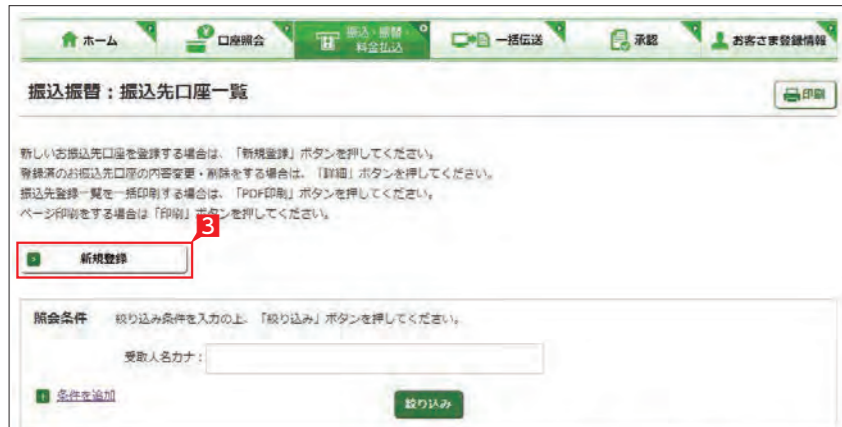 ホーム
口座照会
振込・振替・
料金払込
一括伝送
承認
お客さま登録情報
振込振替：振込先口座一覧
印刷
新しいお振込先口座を登録する場合は、「新規登録」ボタンを押してください。
登録済のお振込先口座の内容変更・削除をする場合は、「詳細」ボタンを押してください。
振込先登録一覧を一括印刷する場合は、「PDF印刷」ボタンを押してください。
ページ印刷をする場合は「印刷」ボタンを押してください。
3
新規登録
照会条件 絞り込み条件を入力の上、「絞り込み」ボタンを押してください。
受取人名カナ：
条件を追加
絞り込み